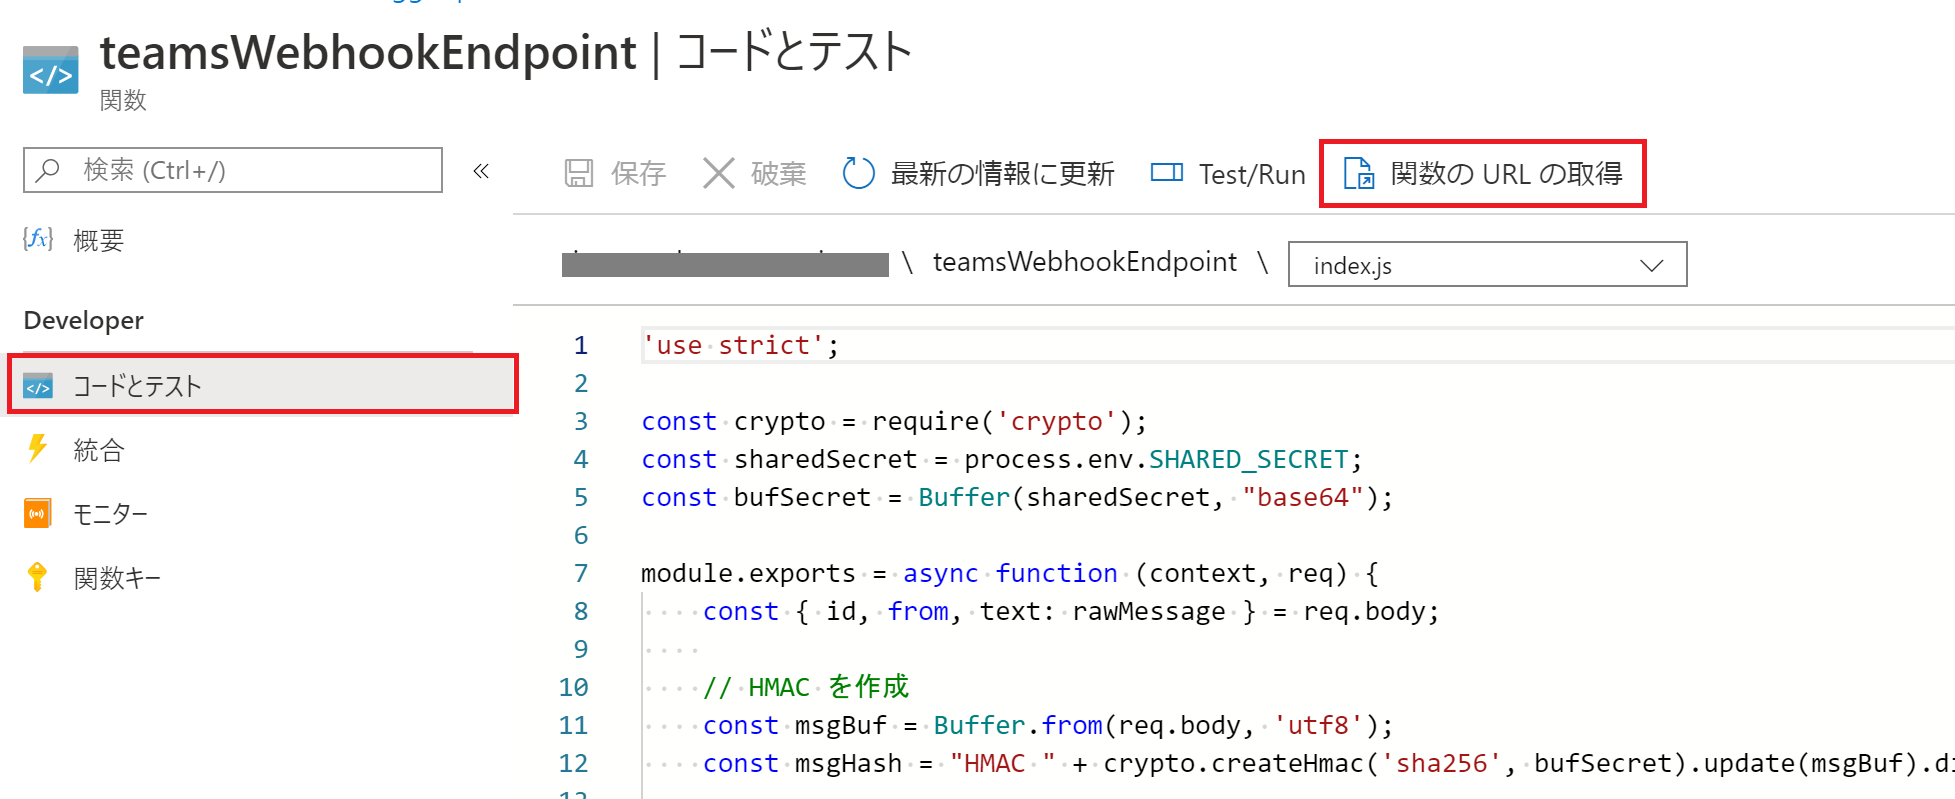 teamsWebhookEndpoint | コードとテスト
関数
検索 (Ctrl+/)
«
保存
破棄
最新の情報に更新
Test/Run
関数の URL の取得
概要
\ teamsWebhookEndpoint \
index.js
Developer
コードとテスト
統合
モニター
関数キー
1 'use strict';
2
3 const crypto = require('crypto');
4 const sharedSecret = process.env.SHARED_SECRET;
5 const bufSecret = Buffer(sharedSecret, "base64");
6
7 module.exports = async function (context, req) {
8 const { id, from, text: rawMessage } = req.body;
9
10 // HMAC を作成
11 const msgBuf = Buffer.from(req.body, 'utf8');
12 const msgHash = "HMAC " + crypto.createHmac('sha256', bufSecret).update(msgBuf).di